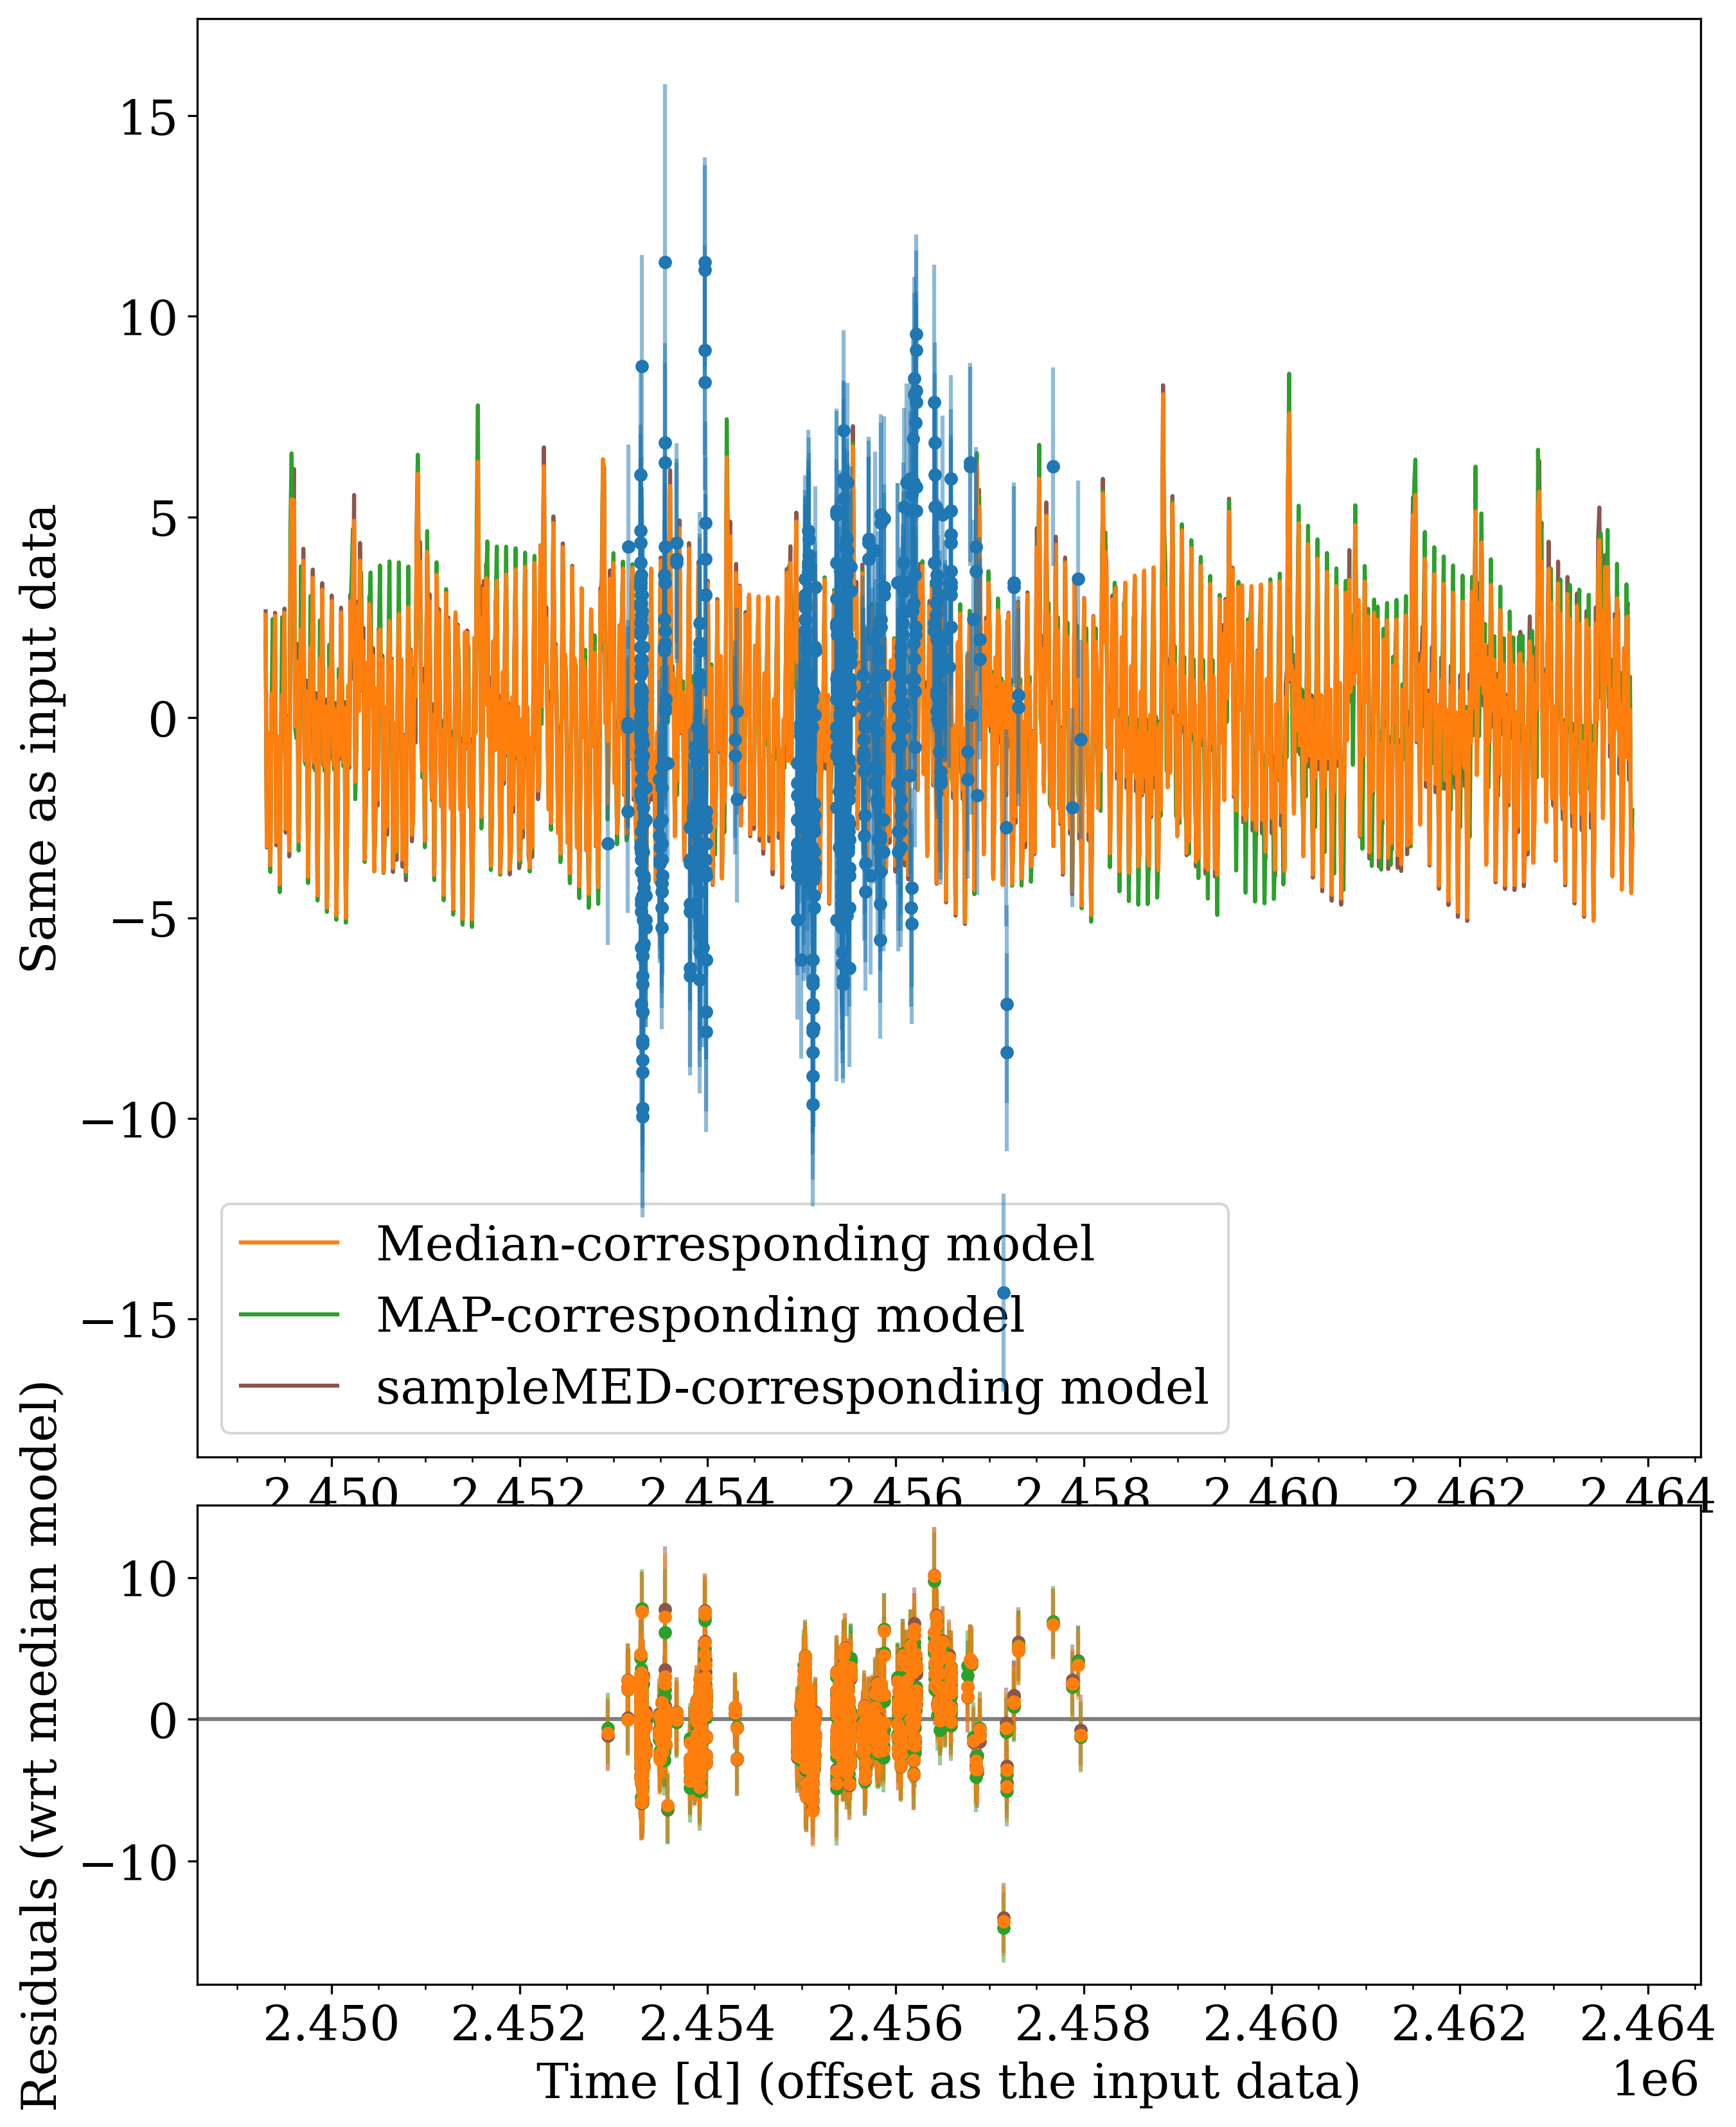 15
10
5
0
−5
−10
−15
Same as input data
Median-corresponding model
MAP-corresponding model
sampleMED-corresponding model
2.450 2.452 2.454 2.456 2.458 2.460 2.462 2.464
10
0
−10
Residuals (wrt median model)
2.450 2.452 2.454 2.456 2.458 2.460 2.462 2.464
Time [d] (offset as the input data)
1e6